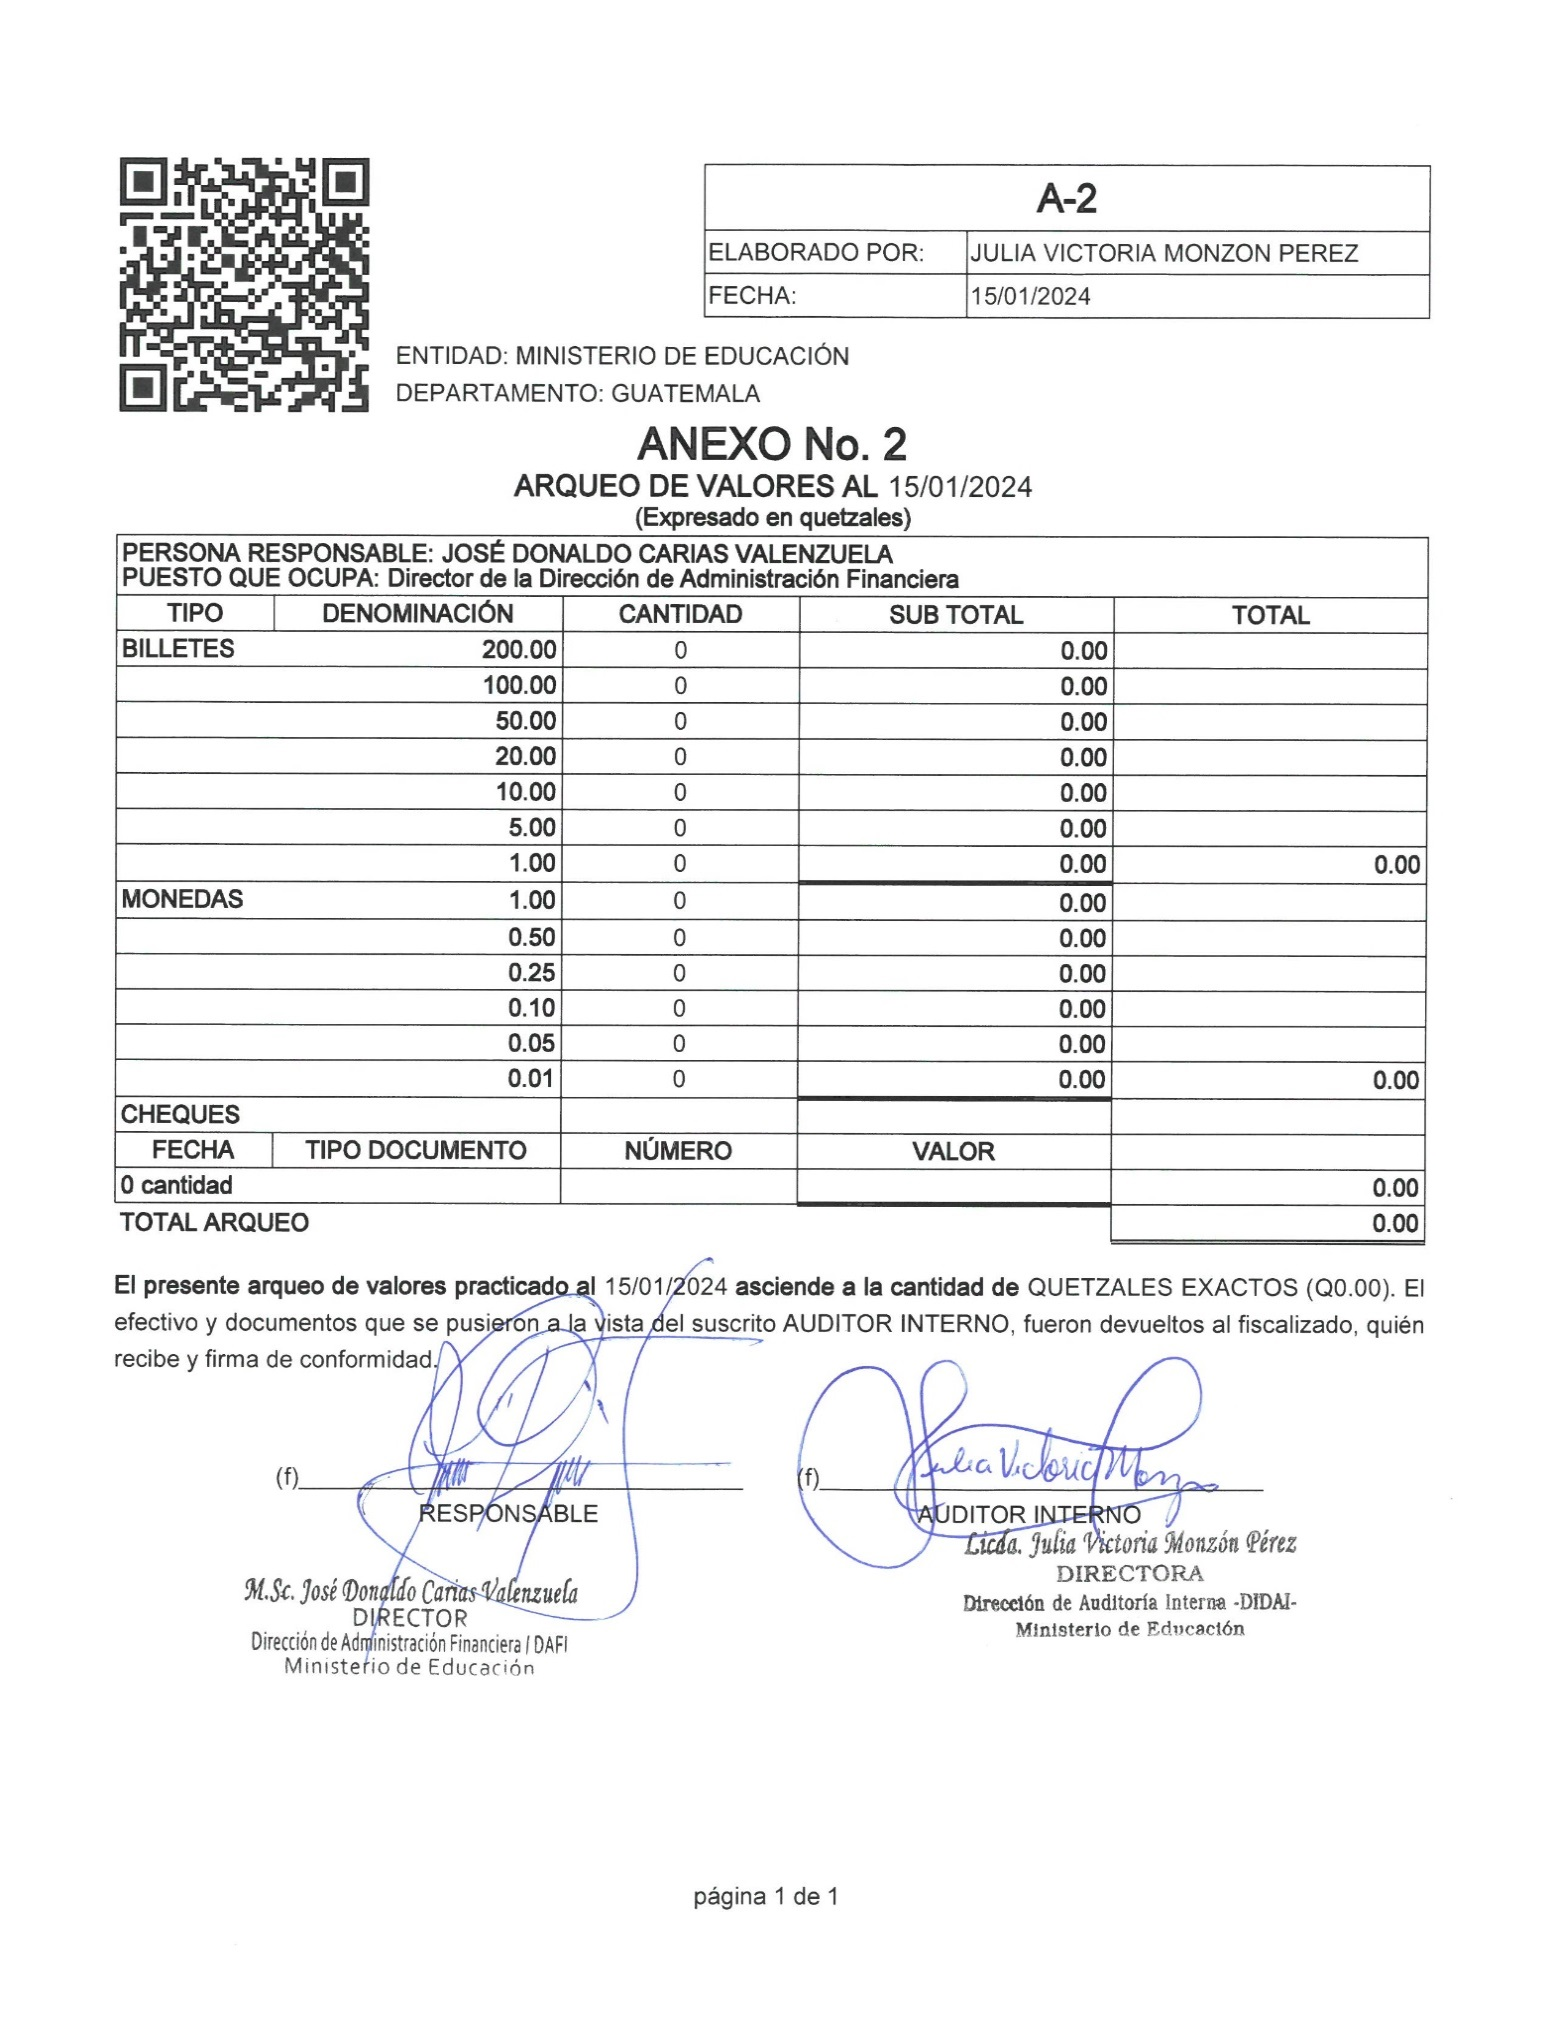 A-2
ELABORADO POR: JULIA VICTORIA MONZON PEREZ
FECHA: 15/01/2024
ENTIDAD: MINISTERIO DE EDUCACIÓN
DEPARTAMENTO: GUATEMALA
ANEXO No. 2
ARQUEO DE VALORES AL 15/01/2024
(Expresado en quetzales)
PERSONA RESPONSABLE: JOSÉ DONALDO CARIAS VALENZUELA
PUESTO QUE OCUPA: Director de la Dirección de Administración Financiera
TIPO DENOMINACIÓN CANTIDAD SUB TOTAL TOTAL
BILLETES 200.00 0 0.00
100.00 0 0.00
50.00 0 0.00
20.00 0 0.00
10.00 0 0.00
5.00 0 0.00
1.00 0 0.00 0.00
MONEDAS 1.00 0 0.00
0.50 0 0.00
0.25 0 0.00
0.10 0 0.00
0.05 0 0.00
0.01 0 0.00 0.00
CHEQUES
FECHA TIPO DOCUMENTO NÚMERO VALOR
0 cantidad 0.00
TOTAL ARQUEO 0.00
El presente arqueo de valores practicado al 15/01/2024 asciende a la cantidad de QUETZALES EXACTOS (Q0.00). El
efectivo y documentos que se pusieron a la vista del suscrito AUDITOR INTERNO, fueron devueltos al fiscalizado, quién
recibe y firma de conformidad.
Julia Victoria Monzo
(f) (f)
RESPONSABLE AUDITOR INTERNO
Licda. Julia Victoria Monzón Pérez
DIRECTORA
Dirección de Auditoría Interna -DIDAI-
Ministerio de Educación
M.Sc. José Donaldo Carias Valenzuela
DIRECTOR
Dirección de Administración Financiera / DAFI
Ministerio de Educación
página 1 de 1